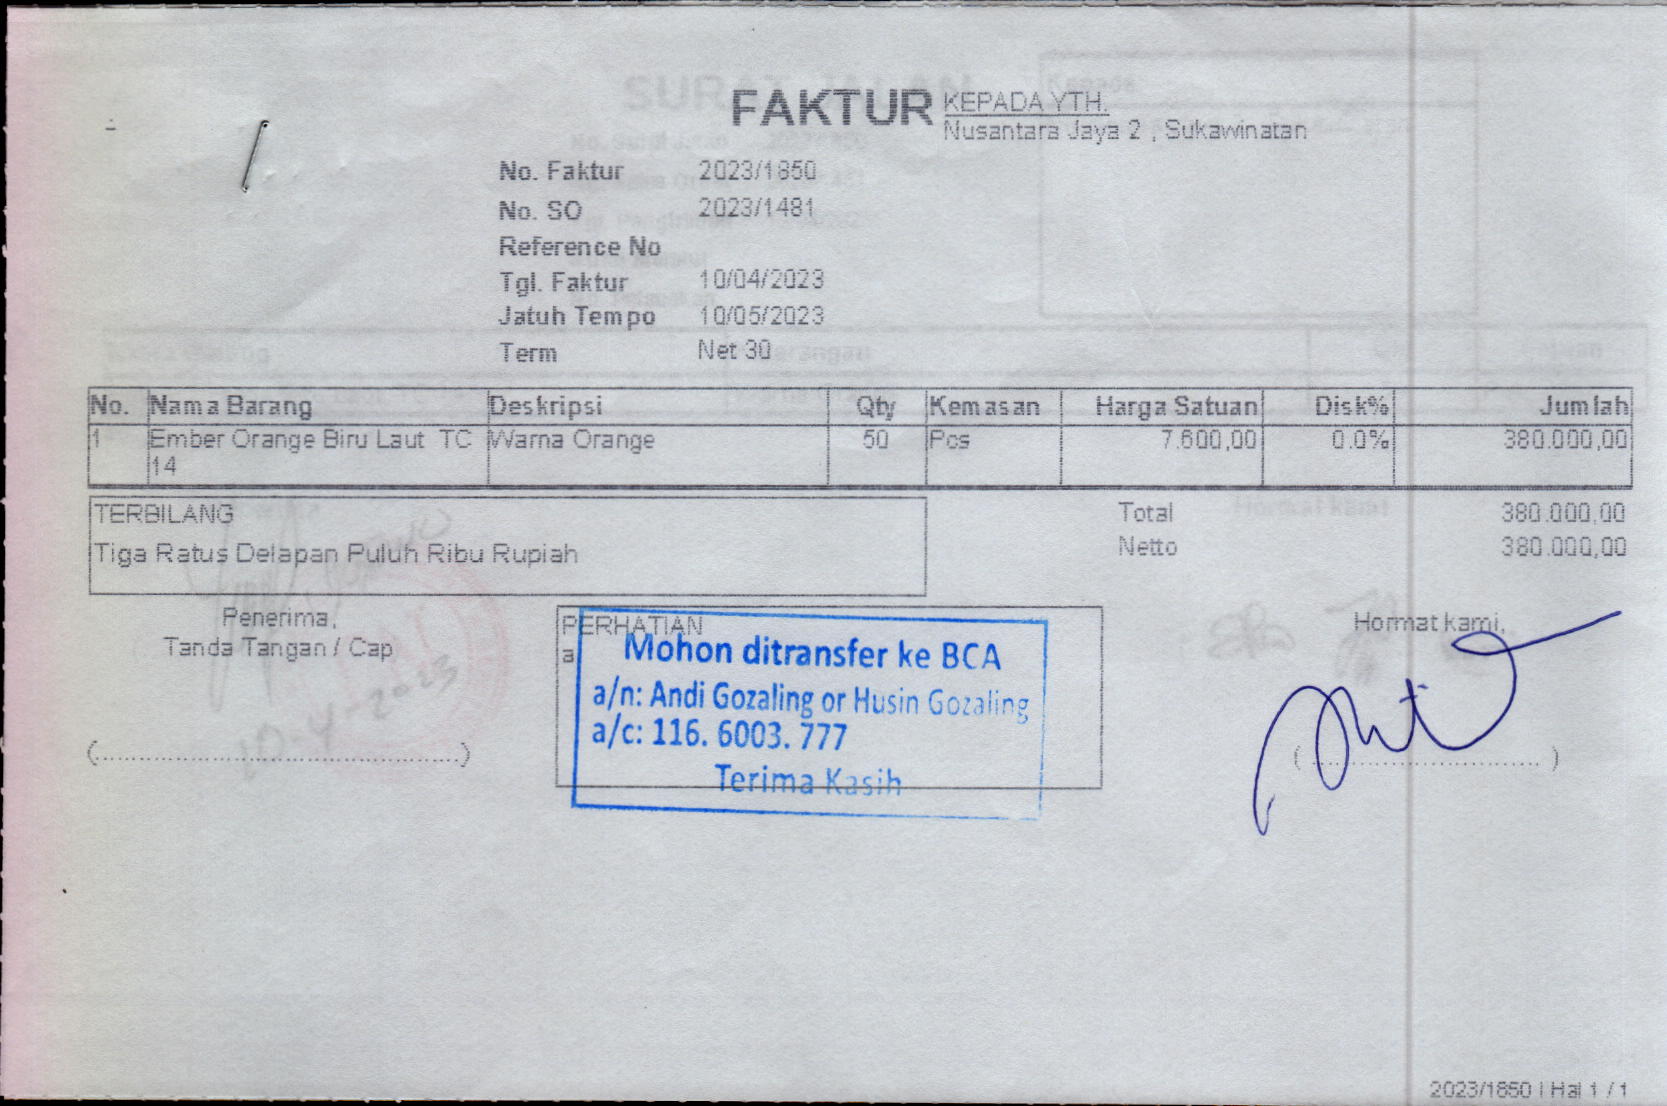 FAKTUR
KEPADA YTH.
Nusantara Jaya 2 , Sukawinatan
No. Faktur 2023/1850
No. SO 2023/1481
Reference No
Tgl. Faktur 10/04/2023
Jatuh Tempo 10/05/2023
Term Net 30
No. Nama Barang Deskripsi Qty Kemasan Harga Satuan Disk% Jumlah
1 Ember Orange Biru Laut TC Warna Orange 50 Pcs 7.600,00 0.0% 380.000,00
14
TERBILANG Total 380.000,00
Tiga Ratus Delapan Puluh Ribu Rupiah Netto 380.000,00
Penerima,
Tanda Tangan / Cap
(........................................................)
PERHATIAN
a
Mohon ditransfer ke BCA
a/n: Andi Gozaling or Husin Gozaling
a/c: 116. 6003. 777
Terima Kasih
Hormat kami,
(...................................)
10-4-2023
2023/1850 | Hal 1 / 1